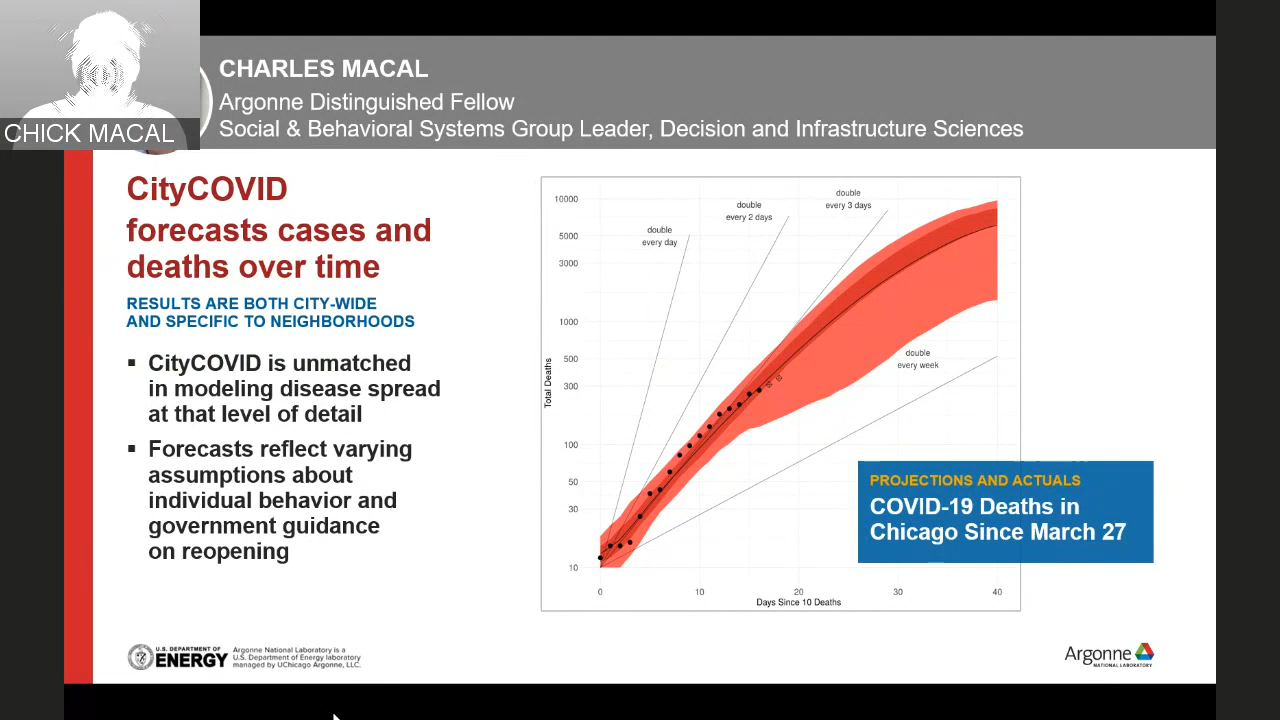 CHARLES MACAL
Argonne Distinguished Fellow
Social & Behavioral Systems Group Leader, Decision and Infrastructure Sciences
CHICK MACAL
CityCOVID
forecasts cases and
deaths over time
RESULTS ARE BOTH CITY-WIDE
AND SPECIFIC TO NEIGHBORHOODS
▪ CityCOVID is unmatched
in modeling disease spread
at that level of detail
▪ Forecasts reflect varying
assumptions about
individual behavior and
government guidance
on reopening
10000
5000
3000
1000
500
300
100
50
30
10
Total Deaths
double
every day
double
every 2 days
double
every 3 days
double
every week
0 10 20 30 40
Days Since 10 Deaths
PROJECTIONS AND ACTUALS
COVID-19 Deaths in
Chicago Since March 27
U.S. DEPARTMENT OF
ENERGY
Argonne National Laboratory is a
U.S. Department of Energy laboratory
managed by UChicago Argonne, LLC.
Argonne
NATIONAL LABORATORY